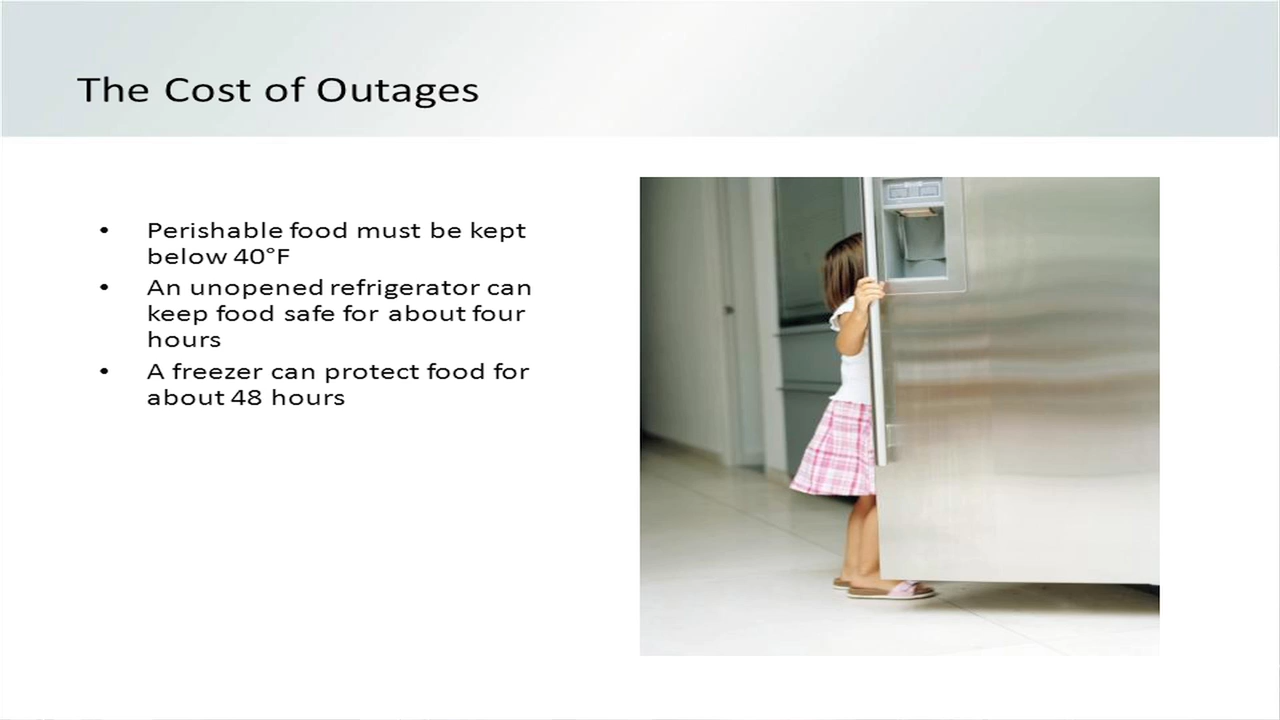 The Cost of Outages
• Perishable food must be kept
below 40°F
• An unopened refrigerator can
keep food safe for about four
hours
• A freezer can protect food for
about 48 hours